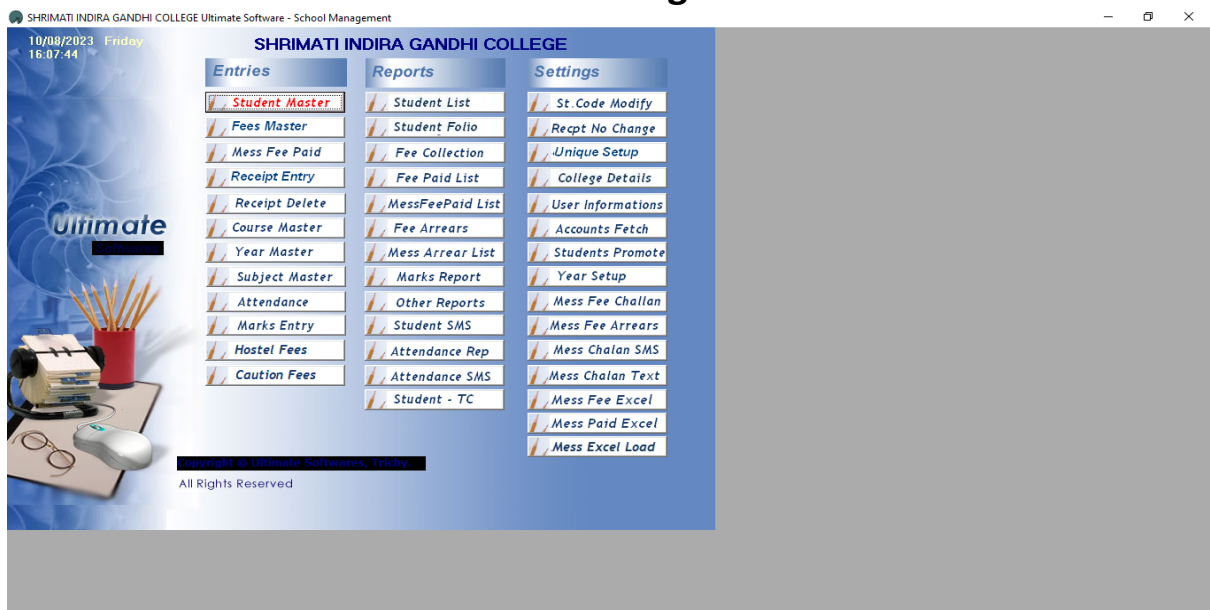 SHRIMATI INDIRA GANDHI COLLEGE Ultimate Software - School Management
10/08/2023 Friday
16:07:44
SHRIMATI INDIRA GANDHI COLLEGE
Entries
Student Master
Fees Master
Mess Fee Paid
Receipt Entry
Receipt Delete
Course Master
Year Master
Subject Master
Attendance
Marks Entry
Hostel Fees
Caution Fees
Reports
Student List
Student Folio
Fee Collection
Fee Paid List
MessFeePaid List
Fee Arrears
Mess Arrear List
Marks Report
Other Reports
Student SMS
Attendance Rep
Attendance SMS
Student - TC
Settings
St.Code Modify
Recpt No Change
Unique Setup
College Details
User Informations
Accounts Fetch
Students Promote
Year Setup
Mess Fee Challan
Mess Fee Arrears
Mess Chalan SMS
Mess Chalan Text
Mess Fee Excel
Mess Paid Excel
Mess Excel Load
Ultimate
Copyright © Ultimate Softwares, Trichy.
All Rights Reserved